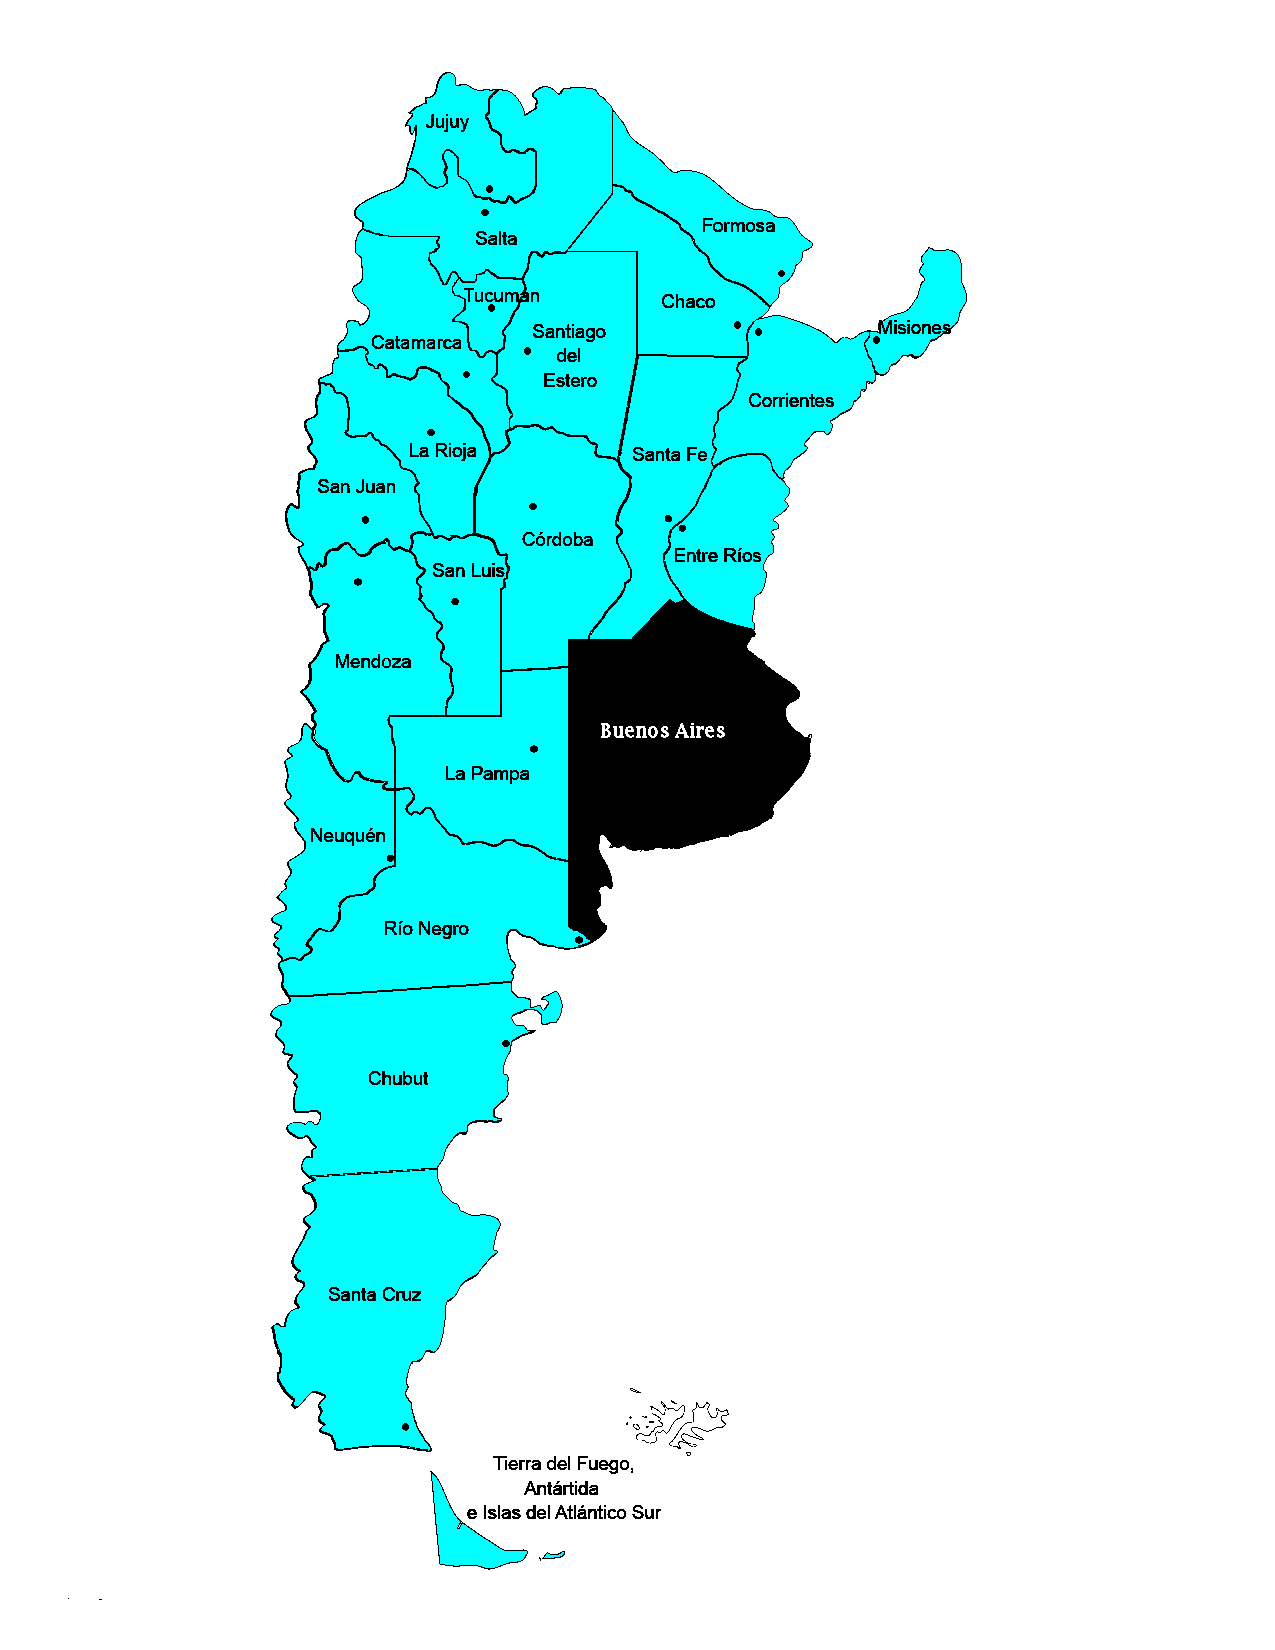 Jujuy
Formosa
Salta
Tucumán
Chaco
Misiones
Santiago
del
Estero
Catamarca
Corrientes
La Rioja
Santa Fe
San Juan
Córdoba
Entre Ríos
San Luis
Mendoza
Buenos Aires
La Pampa
Neuquén
Río Negro
Chubut
Santa Cruz
Tierra del Fuego,
Antártida
e Islas del Atlántico Sur